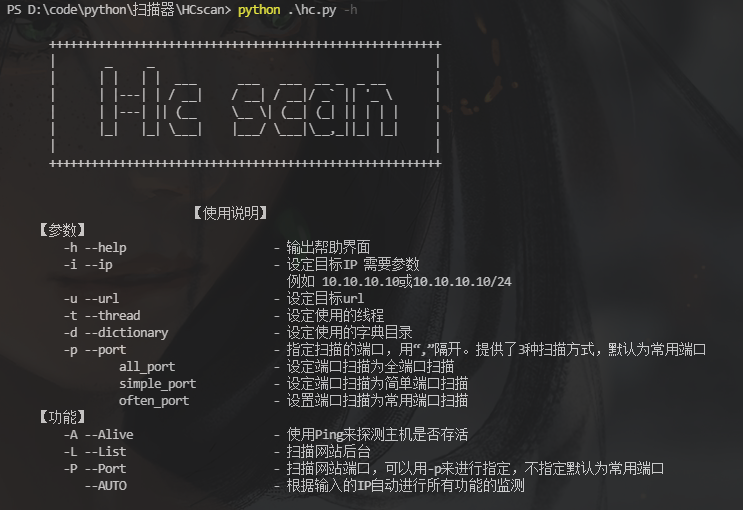 PS D:\code\python\扫描器\HCscan> python .\hc.py -h
Hc scan
【使用说明】
【参数】
-h --help - 输出帮助界面
-i --ip - 设定目标IP 需要参数
例如 10.10.10.10或10.10.10.10/24
-u --url - 设定目标url
-t --thread - 设定使用的线程
-d --dictionary - 设定使用的字典目录
-p --port - 指定扫描的端口，用“,”隔开。提供了3种扫描方式，默认为常用端口
all_port - 设定端口扫描为全端口扫描
simple_port - 设定端口扫描为简单端口扫描
often_port - 设置端口扫描为常用端口扫描
【功能】
-A --Alive - 使用Ping来探测主机是否存活
-L --List - 扫描网站后台
-P --Port - 扫描网站端口，可以用-p来进行指定，不指定默认为常用端口
--AUTO - 根据输入的IP自动进行所有功能的监测